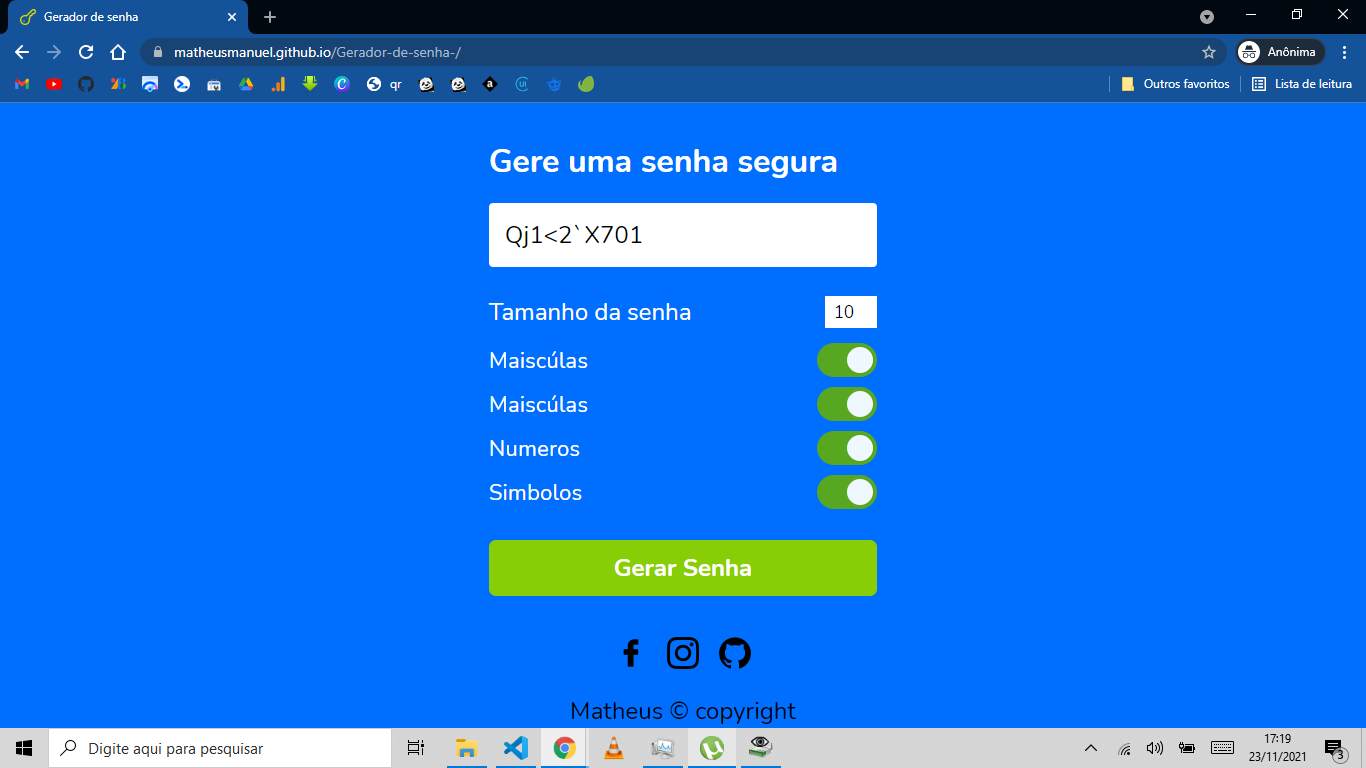 Gerador de senha
matheusmanuel.github.io/Gerador-de-senha-/
Anônima
qr
Outros favoritos
Lista de leitura
Gere uma senha segura
Qj1<2`X701
Tamanho da senha 10
Maiscúlas
Maiscúlas
Numeros
Simbolos
Gerar Senha
Matheus © copyright
Digite aqui para pesquisar
17:19
23/11/2021
3